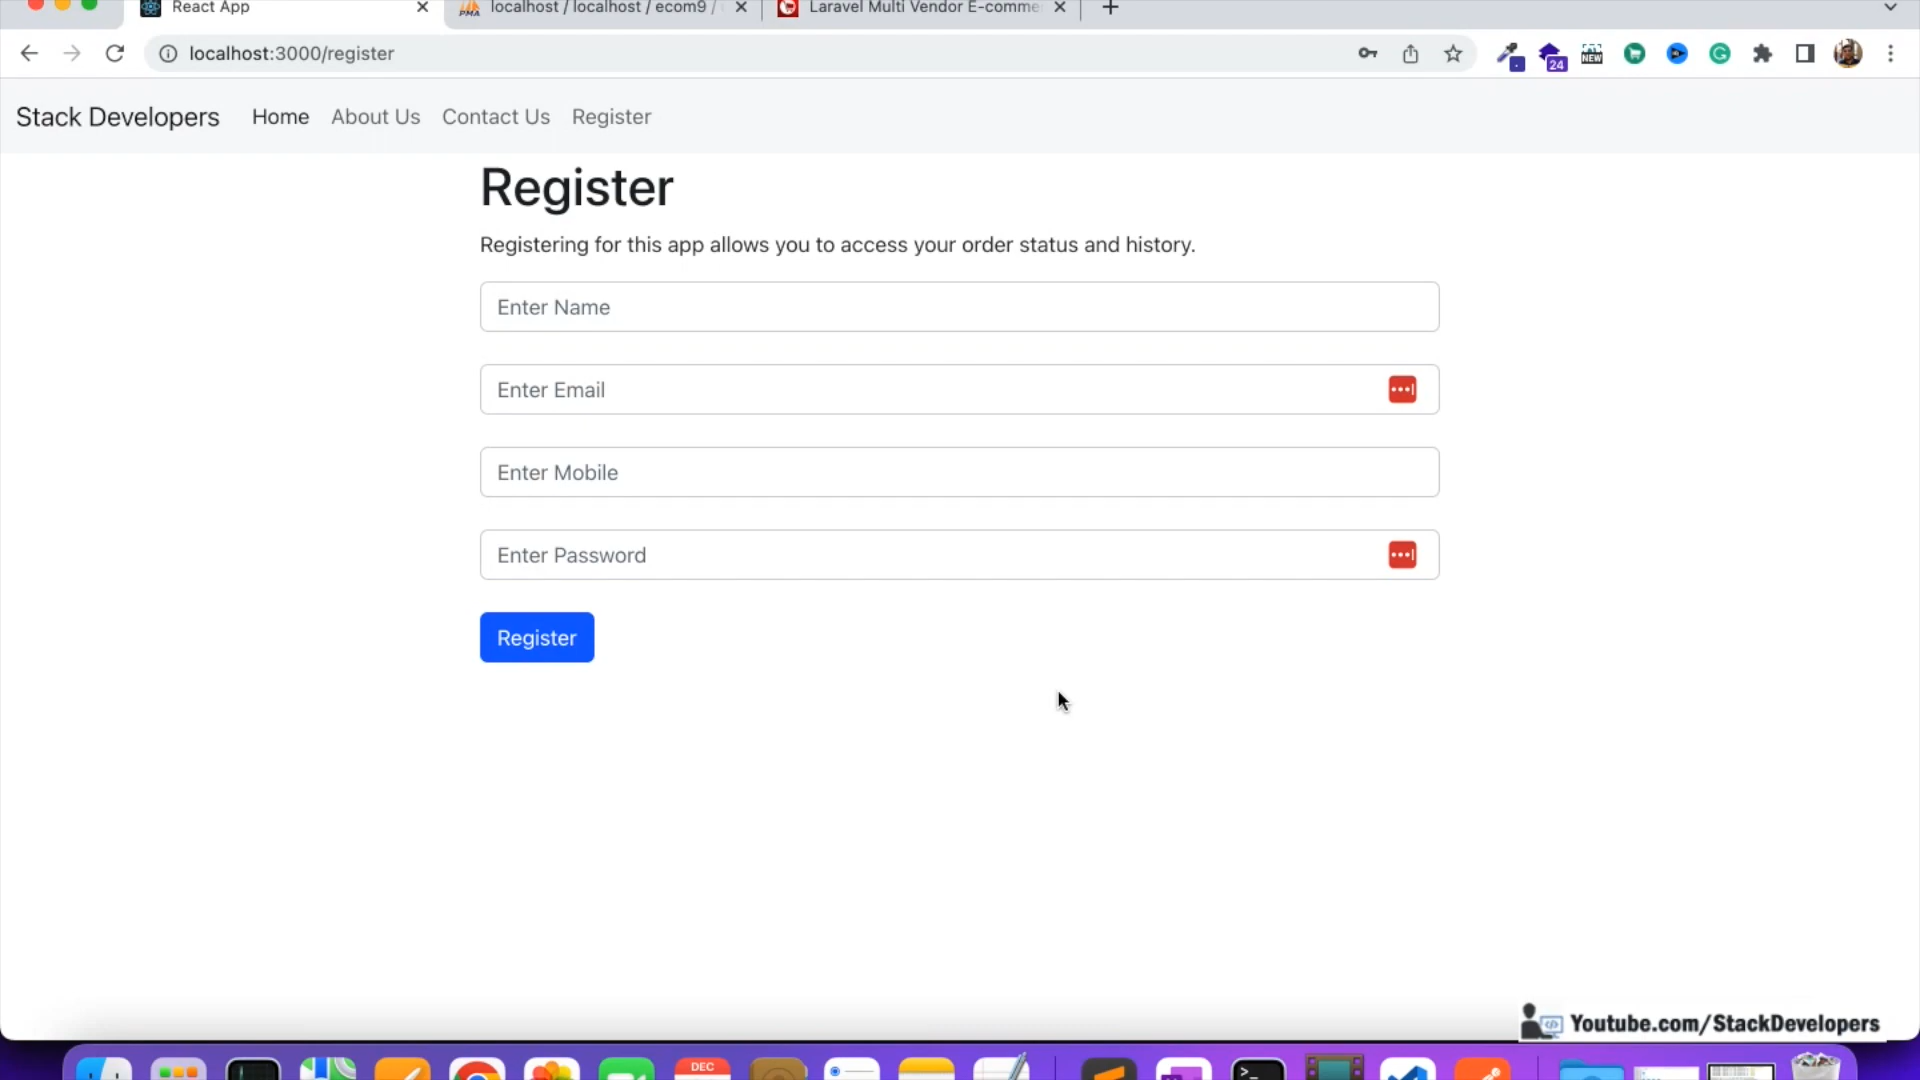 React App
localhost / localhost / ecom9 /
Laravel Multi Vendor E-comme
localhost:3000/register
24
NEW
Stack Developers
Home
About Us
Contact Us
Register
Register
Registering for this app allows you to access your order status and history.
Enter Name
Enter Email
Enter Mobile
Enter Password
Register
Youtube.com/StackDevelopers
DEC